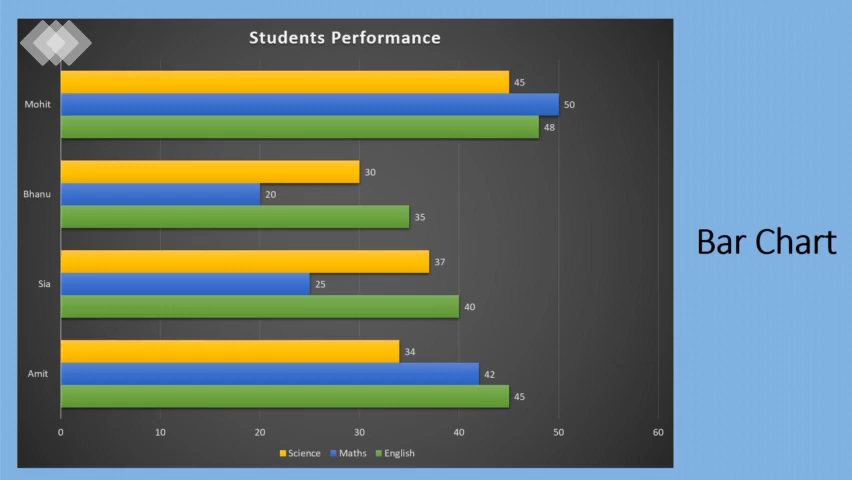 Students Performance
Mohit
45
50
48
Bhanu
30
20
35
Sia
37
25
40
Amit
34
42
45
0 10 20 30 40 50 60
Science Maths English
Bar Chart